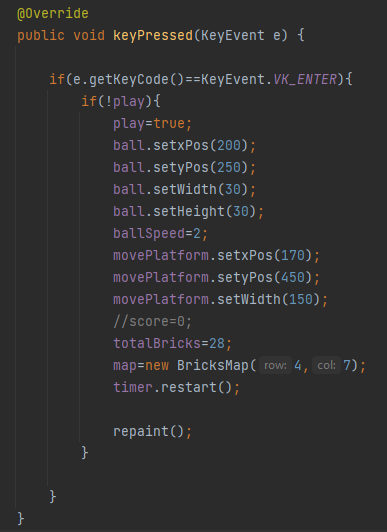 @Override
public void keyPressed(KeyEvent e) {
if(e.getKeyCode()==KeyEvent.VK_ENTER){
if(!play){
play=true;
ball.setxPos(200);
ball.setyPos(250);
ball.setWidth(30);
ball.setHeight(30);
ballSpeed=2;
movePlatform.setxPos(170);
movePlatform.setyPos(450);
movePlatform.setWidth(150);
//score=0;
totalBricks=28;
map=new BricksMap( row: 4, col: 7);
timer.restart();
repaint();
}
}
}